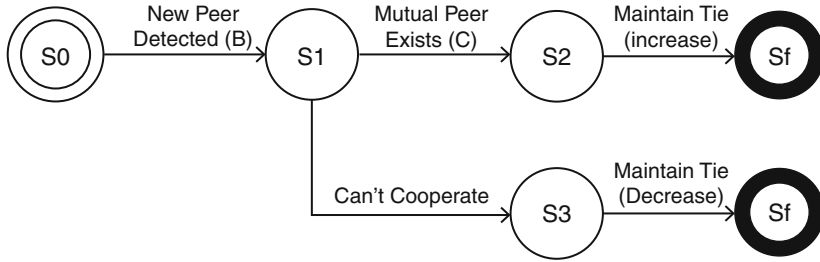 New Peer
Detected (B)
Mutual Peer
Exists (C)
Maintain Tie
(increase)
S0
S1
S2
Sf
Can't Cooperate
Maintain Tie
(Decrease)
S3
Sf